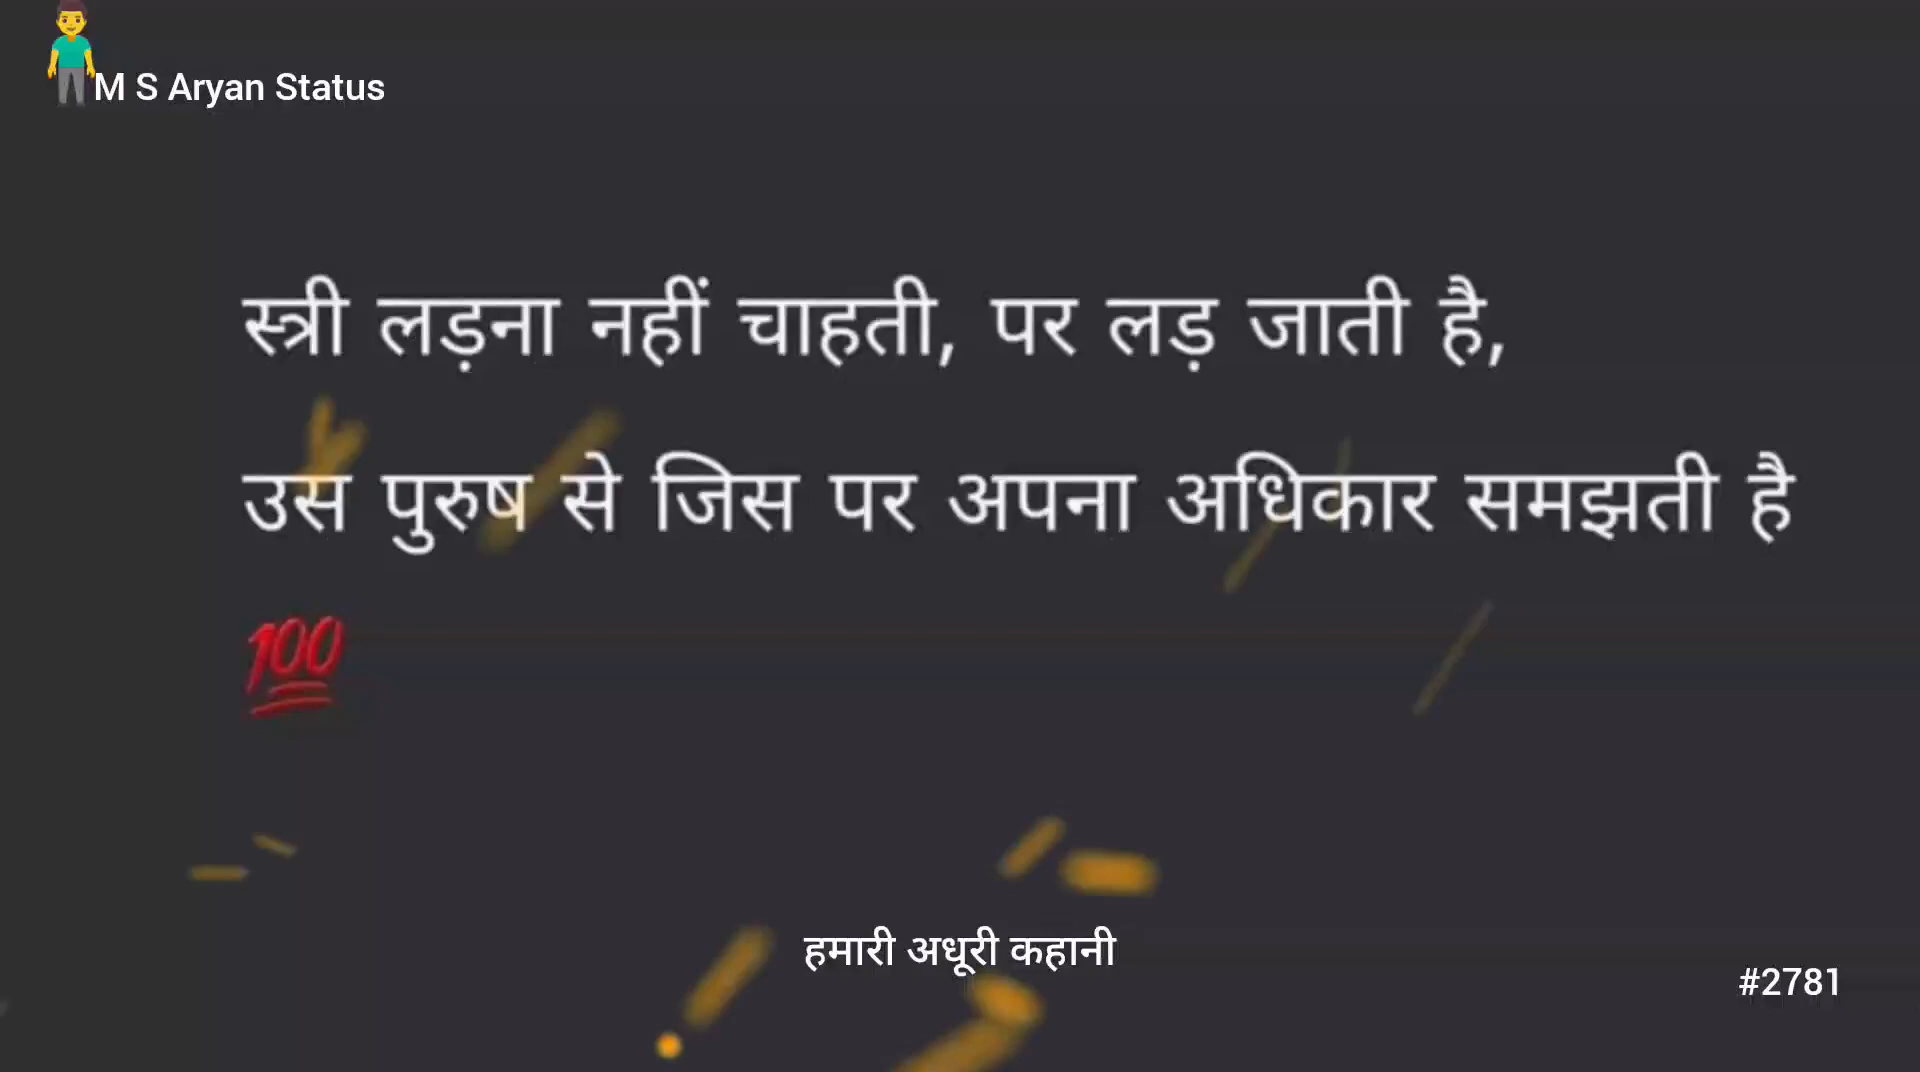 M S Aryan Status
स्त्री लड़ना नहीं चाहती, पर लड़ जाती है,
उस पुरुष से जिस पर अपना अधिकार समझती है
💯
हमारी अधूरी कहानी
#2781